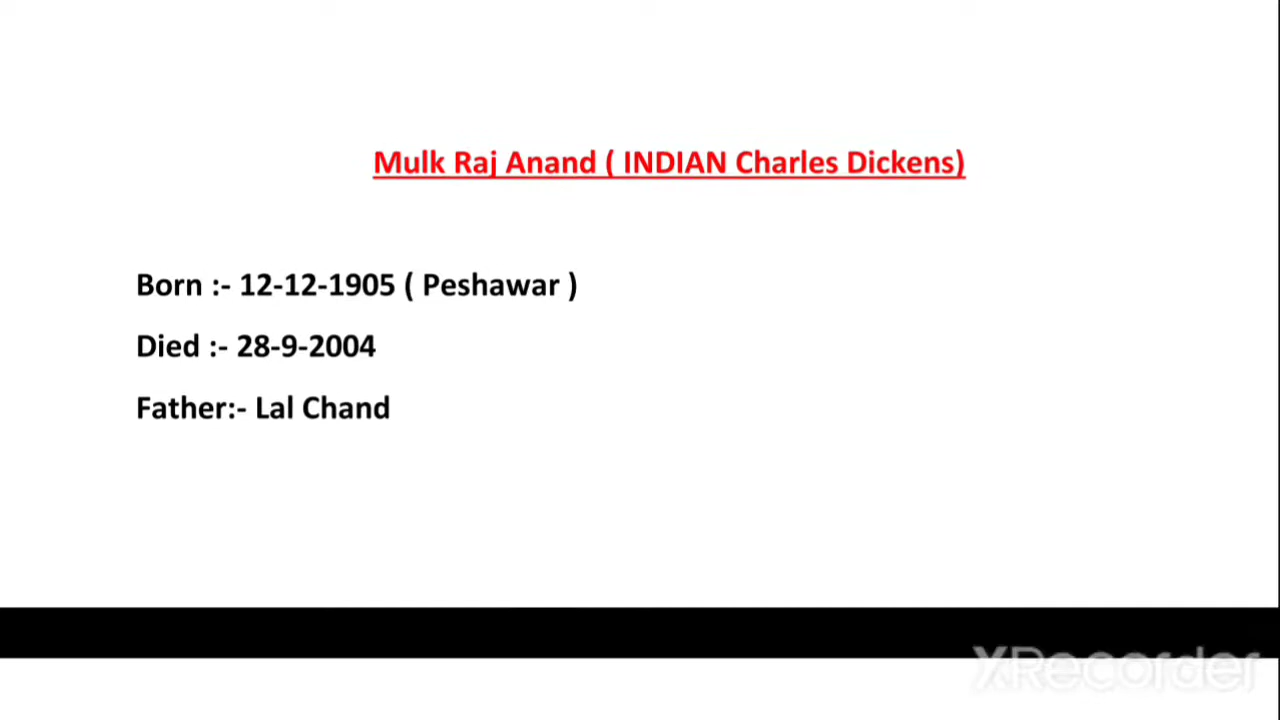 Mulk Raj Anand ( INDIAN Charles Dickens)
Born :- 12-12-1905 ( Peshawar )
Died :- 28-9-2004
Father:- Lal Chand
XRecorder